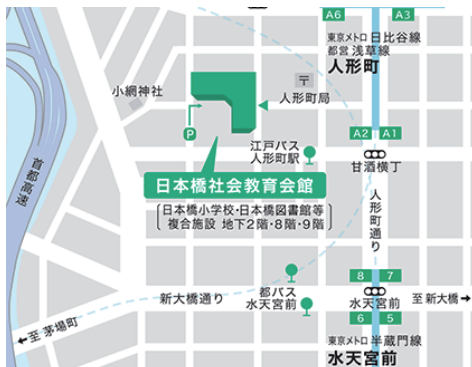 A6
A3
東京メトロ 日比谷線
都営 浅草線
人形町
小網神社
〒
人形町局
P
A2
A1
江戸バス
人形町駅
甘酒横丁
首都高速
日本橋社会教育会館
日本橋小学校・日本橋図書館等
複合施設 地下2階・8階・9階
人形町通り
8
7
都バス
水天宮前
新大橋通り
水天宮前
至 新大橋→
←至 茅場町
6
5
東京メトロ 半蔵門線
水天宮前